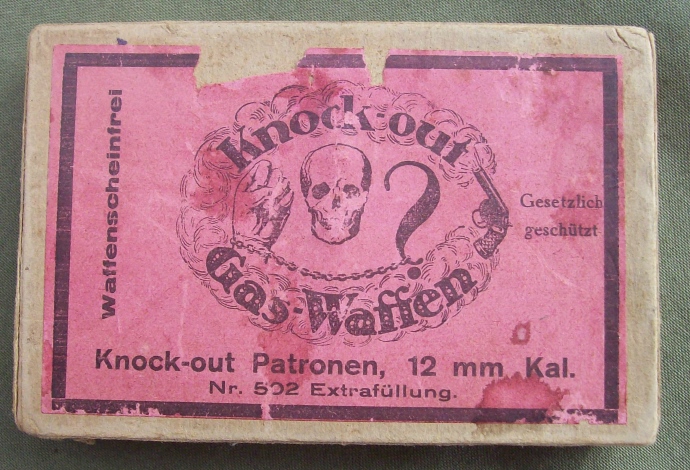 Waffenscheinfrei
Knock-out
?
Gas-Waffen
Gesetzlich
geschützt
Knock-out Patronen, 12 mm Kal.
Nr. 502 Extrafüllung.